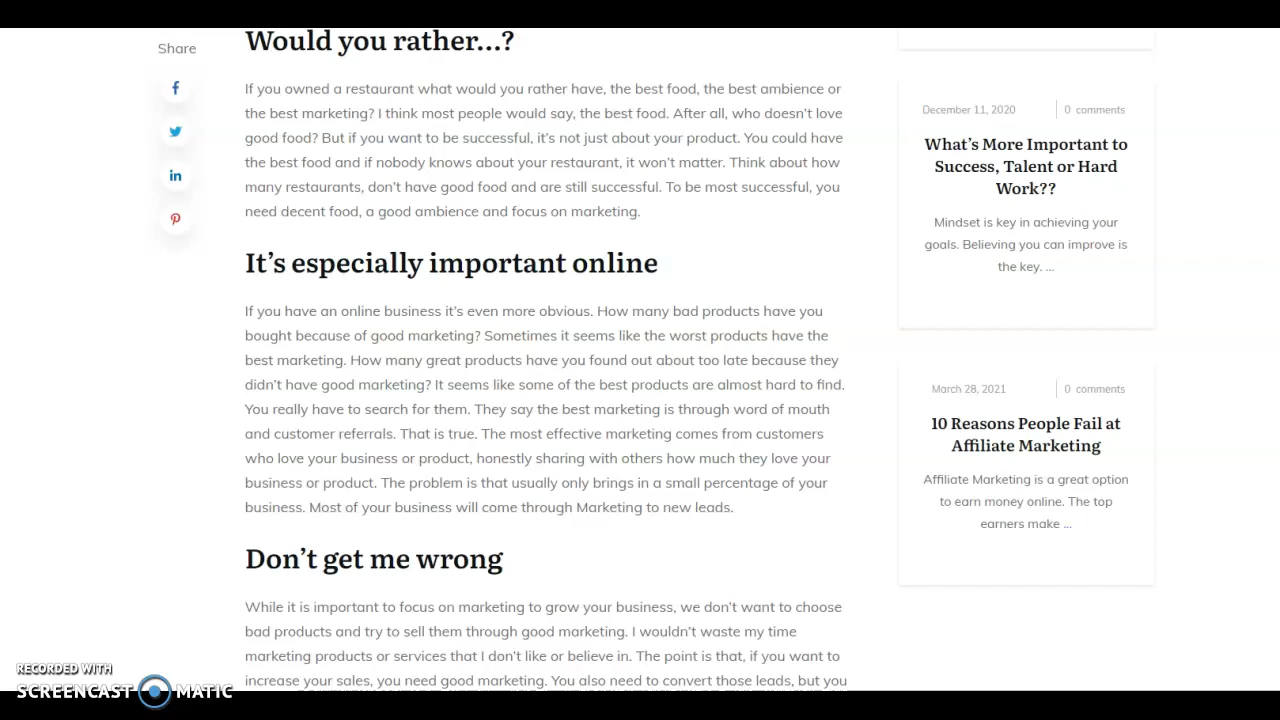 Share
Would you rather…?
If you owned a restaurant what would you rather have, the best food, the best ambience or
the best marketing? I think most people would say, the best food. After all, who doesn’t love
good food? But if you want to be successful, it’s not just about your product. You could have
the best food and if nobody knows about your restaurant, it won’t matter. Think about how
many restaurants, don’t have good food and are still successful. To be most successful, you
need decent food, a good ambience and focus on marketing.
It’s especially important online
If you have an online business it’s even more obvious. How many bad products have you
bought because of good marketing? Sometimes it seems like the worst products have the
best marketing. How many great products have you found out about too late because they
didn’t have good marketing? It seems like some of the best products are almost hard to find.
You really have to search for them. They say the best marketing is through word of mouth
and customer referrals. That is true. The most effective marketing comes from customers
who love your business or product, honestly sharing with others how much they love your
business or product. The problem is that usually only brings in a small percentage of your
business. Most of your business will come through Marketing to new leads.
Don’t get me wrong
While it is important to focus on marketing to grow your business, we don’t want to choose
bad products and try to sell them through good marketing. I wouldn’t waste my time
marketing products or services that I don’t like or believe in. The point is that, if you want to
increase your sales, you need good marketing. You also need to convert those leads, but you
December 11, 2020
0 comments
What’s More Important to
Success, Talent or Hard
Work??
Mindset is key in achieving your
goals. Believing you can improve is
the key. ...
March 28, 2021
0 comments
10 Reasons People Fail at
Affiliate Marketing
Affiliate Marketing is a great option
to earn money online. The top
earners make ...
RECORDED WITH
SCREENCAST MATIC